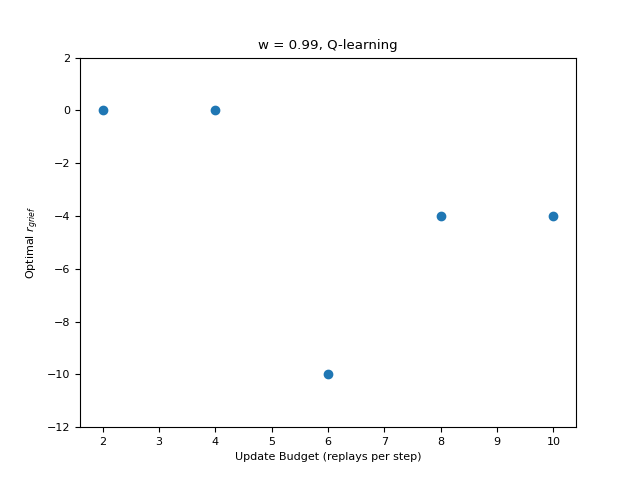 w = 0.99, Q-learning
2
0
−2
−4
−6
−8
−10
−12
Optimal r_grief
2 3 4 5 6 7 8 9 10
Update Budget (replays per step)